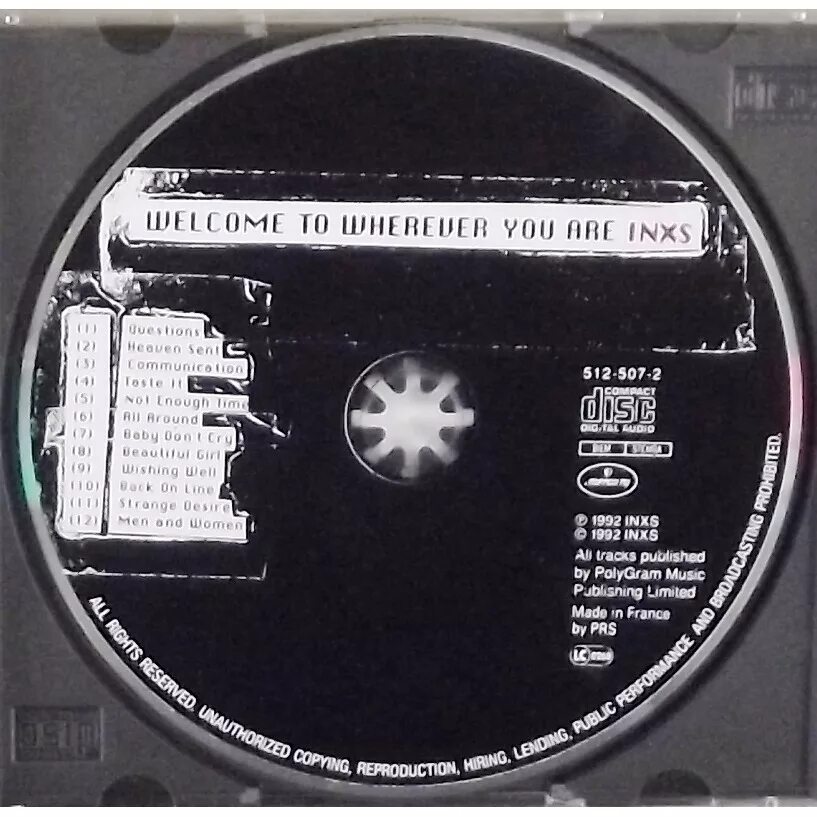 WELCOME TO WHEREVER YOU ARE INXS
(1) Questions
(2) Heaven Sent
(3) Communication
(4) Taste It
(5) Not Enough Time
(6) All Around
(7) Baby Don't Cry
(8) Beautiful Girl
(9) Wishing Well
(10) Back On Line
(11) Strange Desire
(12) Men and Women
512-507-2
COMPACT
disc
DIGITAL AUDIO
BIEM STEMRA
℗ 1992 INXS
© 1992 INXS
All tracks published
by PolyGram Music
Publishing Limited
Made in France
by PRS
LC
ALL RIGHTS RESERVED. UNAUTHORIZED COPYING, REPRODUCTION, HIRING, LENDING, PUBLIC PERFORMANCE AND BROADCASTING PROHIBITED.